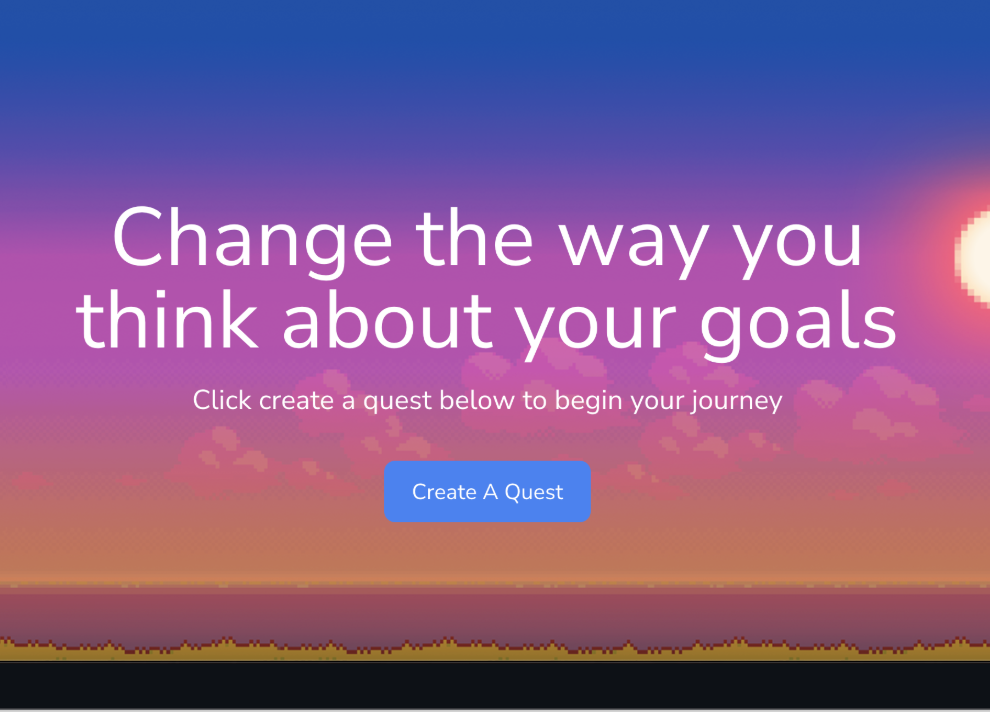 Change the way you
think about your goals
Click create a quest below to begin your journey
Create A Quest